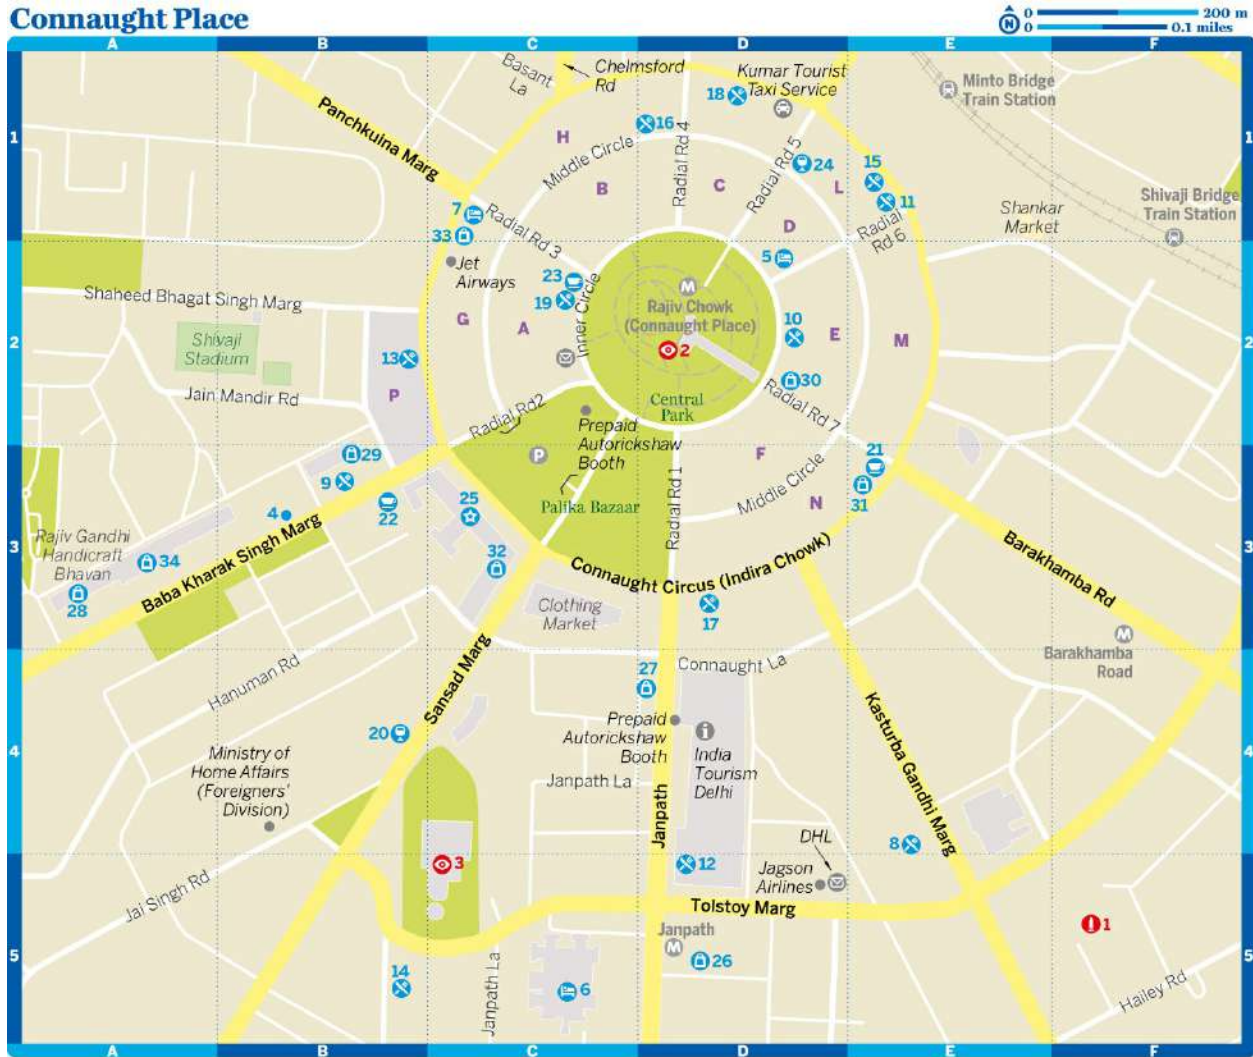 Connaught Place
0 200 m
0 0.1 miles
N
A B C D E F
1
2
3
4
5
1
2
3
4
5
A B C D E F
Basant
La
Chelmsford
Rd
Kumar Tourist
Taxi Service
18
Minto Bridge
Train Station
Panchkuina Marg
H
16
Middle Circle
B
Radial Rd 4
C
Radial Rd 5
24
L
15
11
Shivaji Bridge
Train Station
Shankar
Market
7
33
Radial Rd 3
D
Radial
Rd 6
Jet
Airways
5
23
19
Inner Circle
M
Rajiv Chowk
(Connaught Place)
2
Shaheed Bhagat Singh Marg
G
A
10
E
M
Shivaji
Stadium
13
P
Jain Mandir Rd
30
Central
Park
Radial Rd2
Radial Rd 7
Prepaid
Autorickshaw
Booth
P
Palika Bazaar
Radial Rd 1
F
Middle Circle
N
21
31
29
9
4
22
25
32
Rajiv Gandhi
Handicraft
Bhavan
34
28
Baba Kharak Singh Marg
Connaught Circus (Indira Chowk)
Barakhamba Rd
Clothing
Market
17
M
Barakhamba
Road
Hanuman Rd
Sansad Marg
27
Connaught La
Kasturba Gandhi Marg
20
Prepaid
Autorickshaw
Booth
i
India
Tourism
Delhi
Ministry of
Home Affairs
(Foreigners'
Division)
Janpath La
Janpath
8
3
12
DHL
Jagson
Airlines
Jai Singh Rd
Tolstoy Marg
1
Janpath
M
26
14
Janpath La
6
Hailey Rd